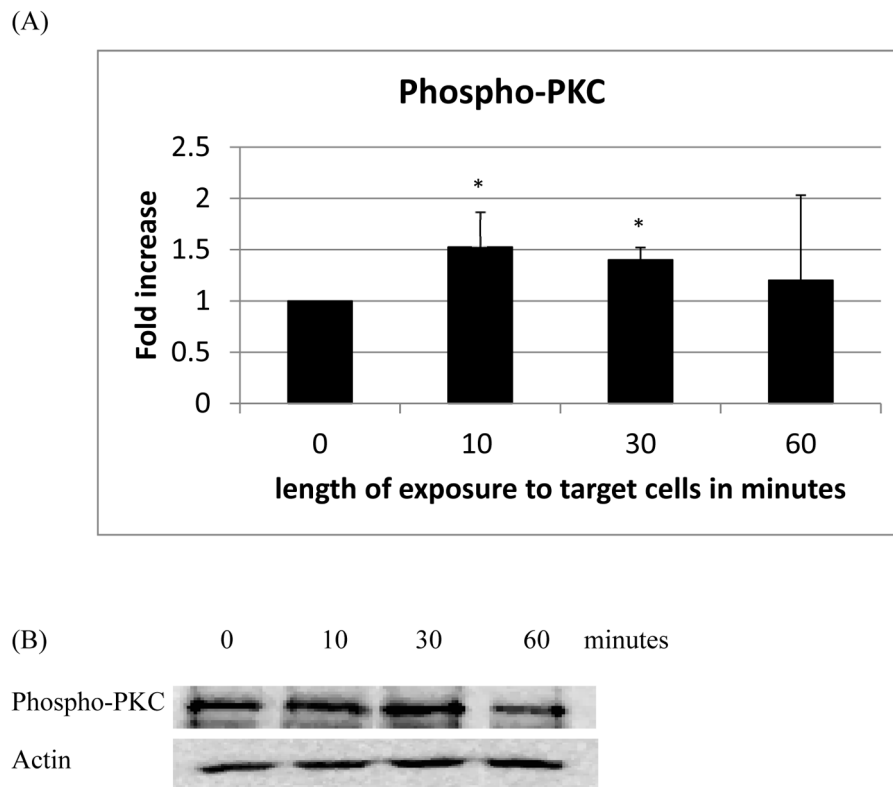 (A)
Phospho-PKC
2.5
2
1.5
1
0.5
0
* *
Fold increase
0 10 30 60
length of exposure to target cells in minutes
(B) 0 10 30 60 minutes
Phospho-PKC
Actin